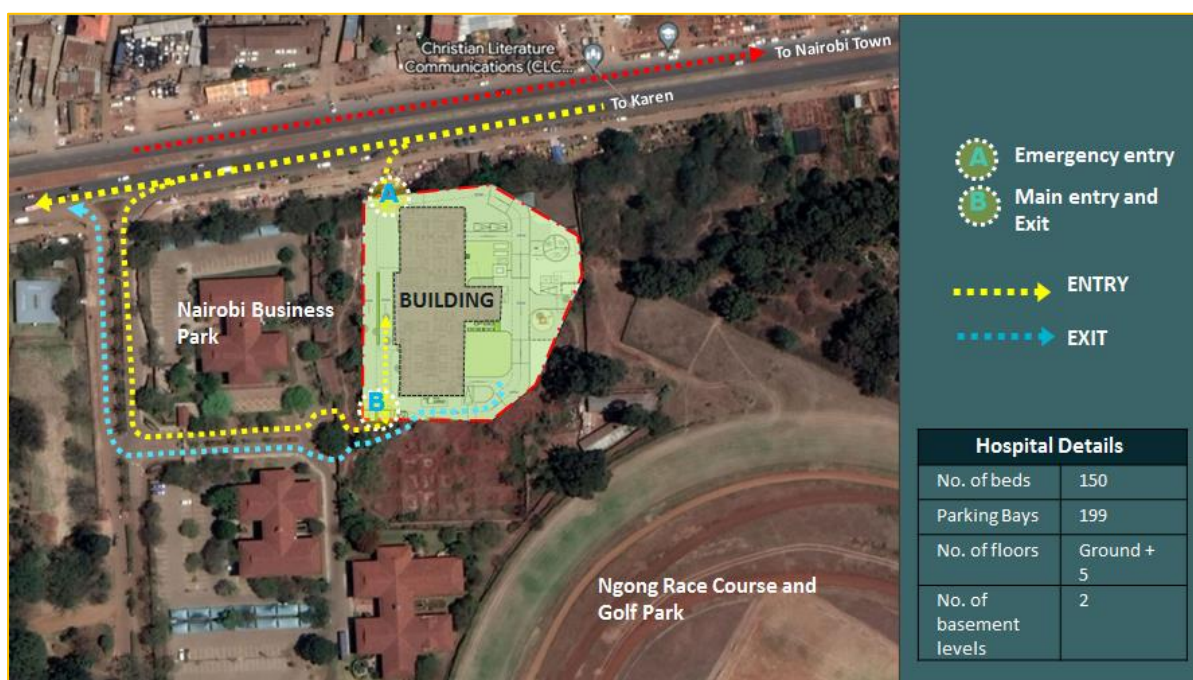 Christian Literature
Communications (CLC...
To Nairobi Town
To Karen
A
BUILDING
Nairobi Business
Park
B
Ngong Race Course and
Golf Park
A
Emergency entry
B
Main entry and
Exit
ENTRY
EXIT
Hospital Details
No. of beds
150
Parking Bays
199
No. of floors
Ground +
5
No. of
basement
levels
2